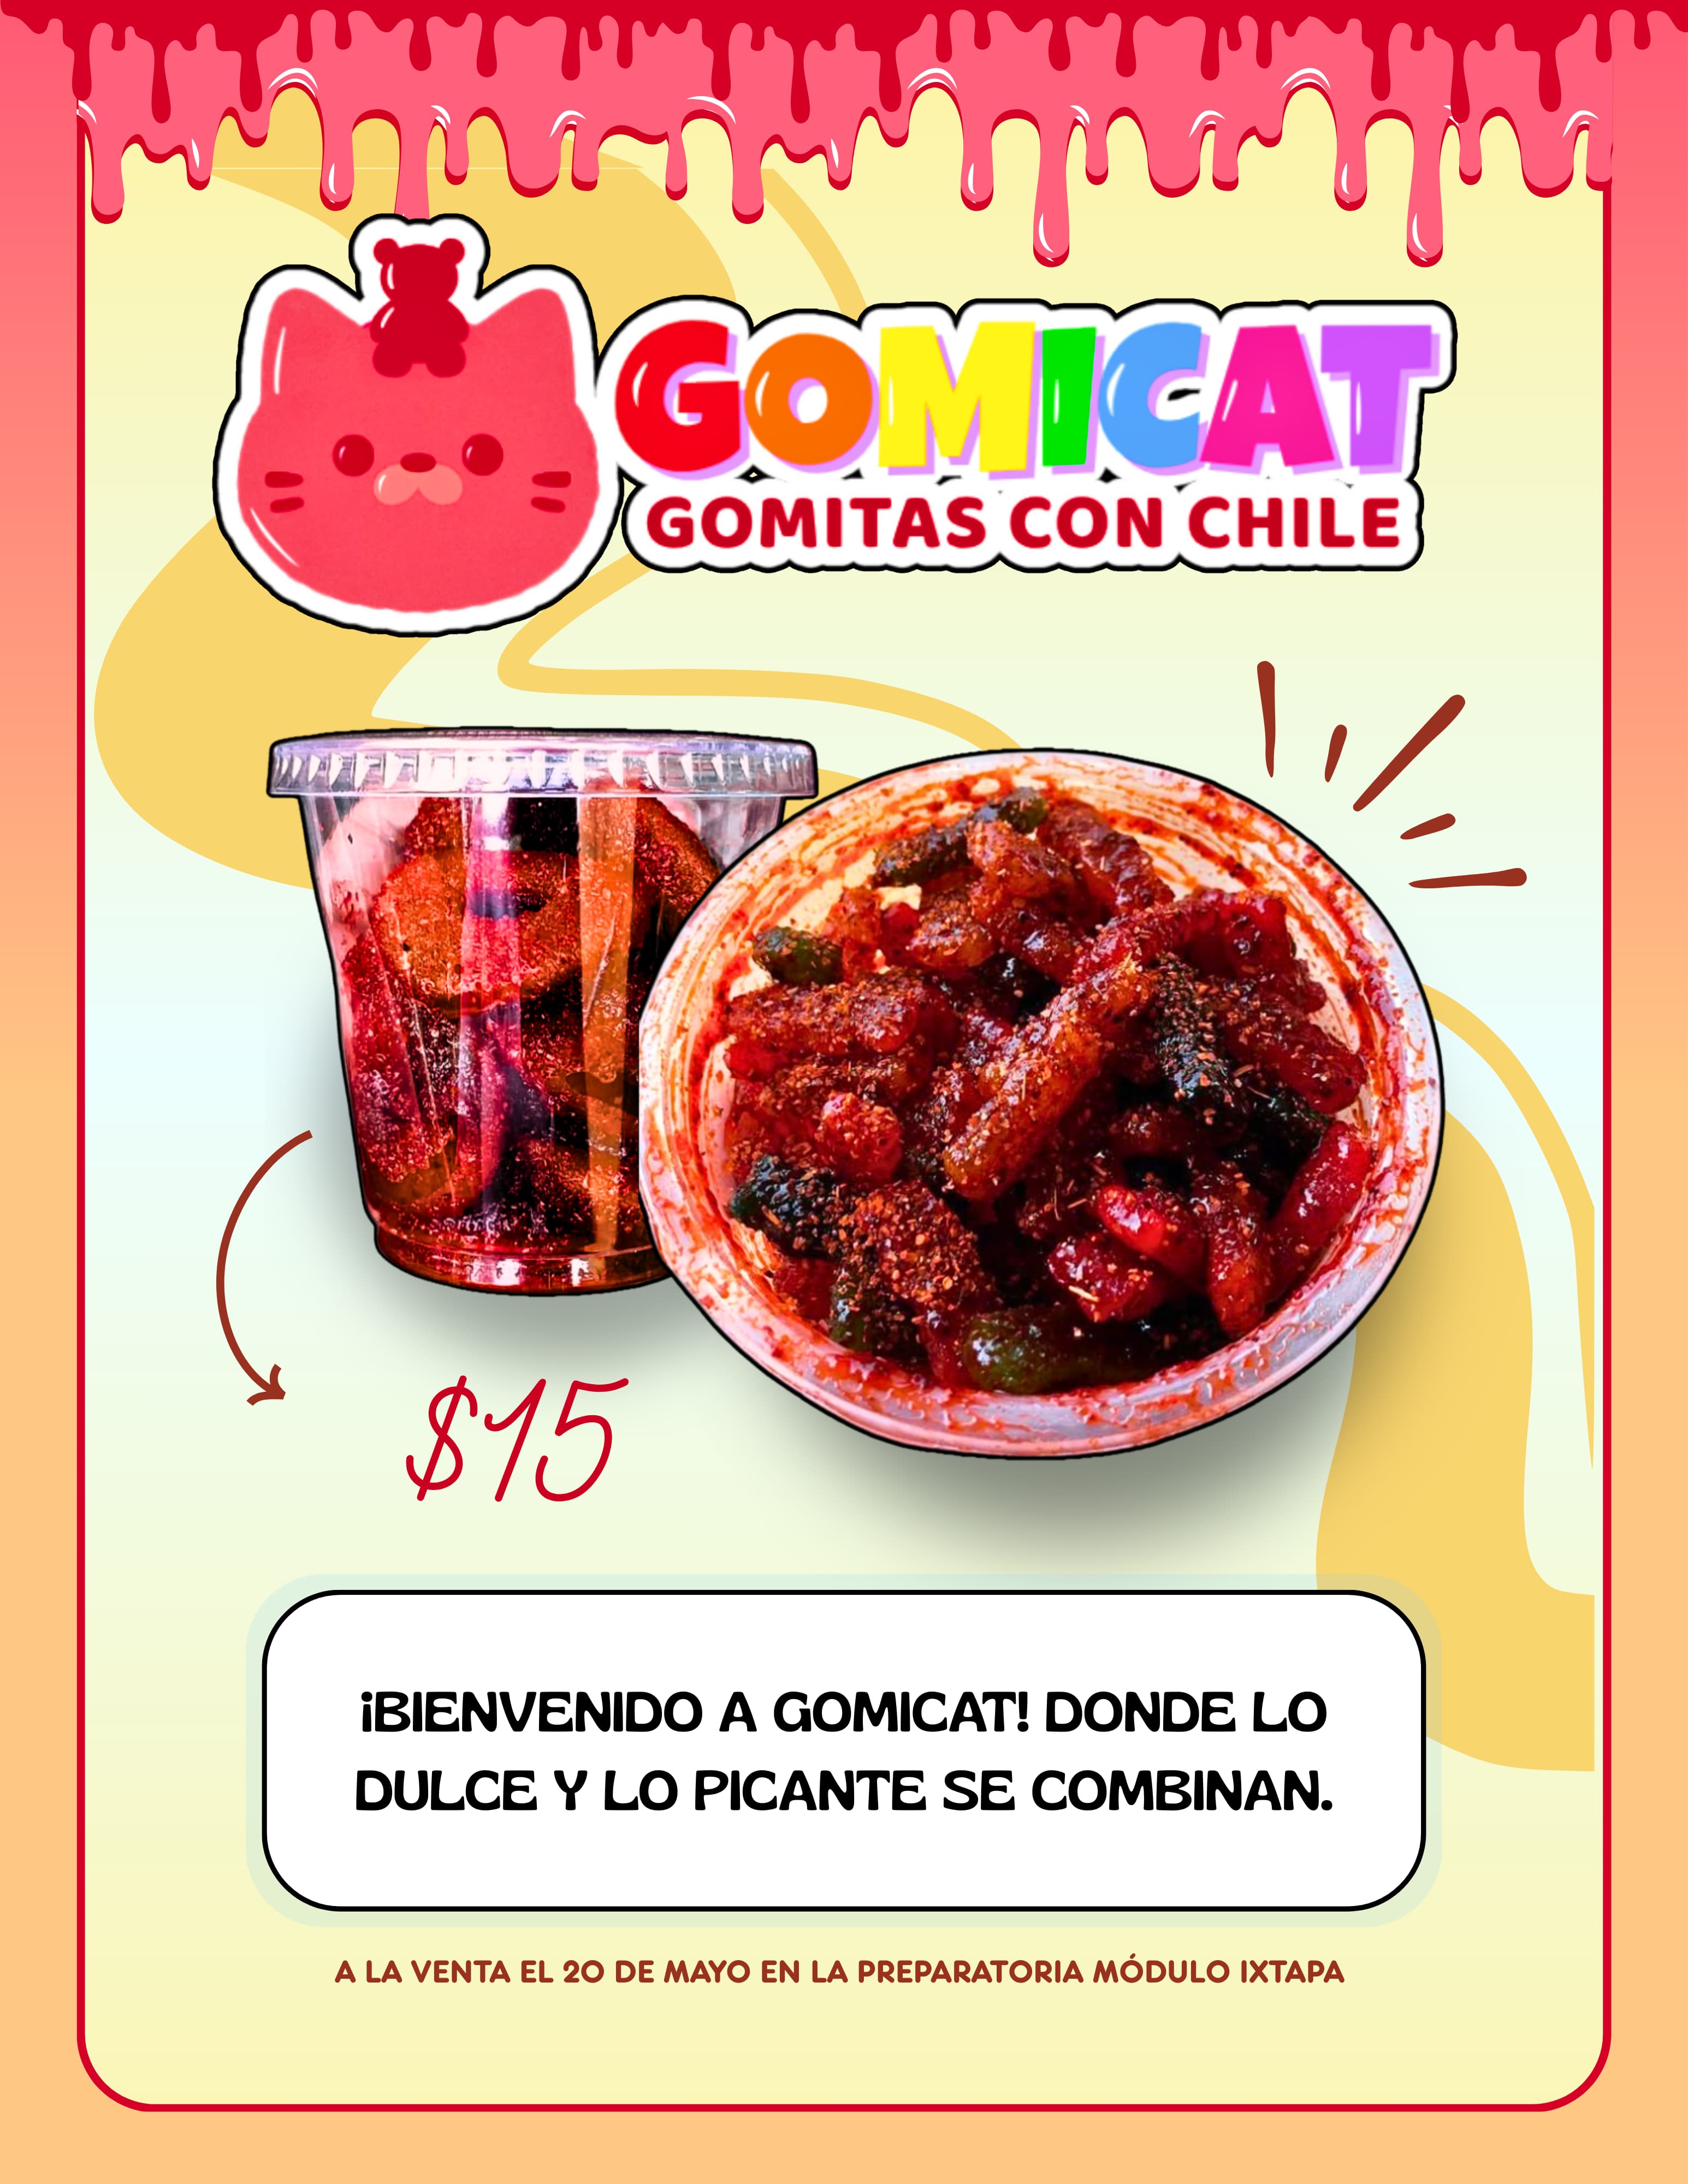 GOMICAT
GOMITAS CON CHILE
$15
¡BIENVENIDO A GOMICAT! DONDE LO
DULCE Y LO PICANTE SE COMBINAN.
A LA VENTA EL 20 DE MAYO EN LA PREPARATORIA MÓDULO IXTAPA